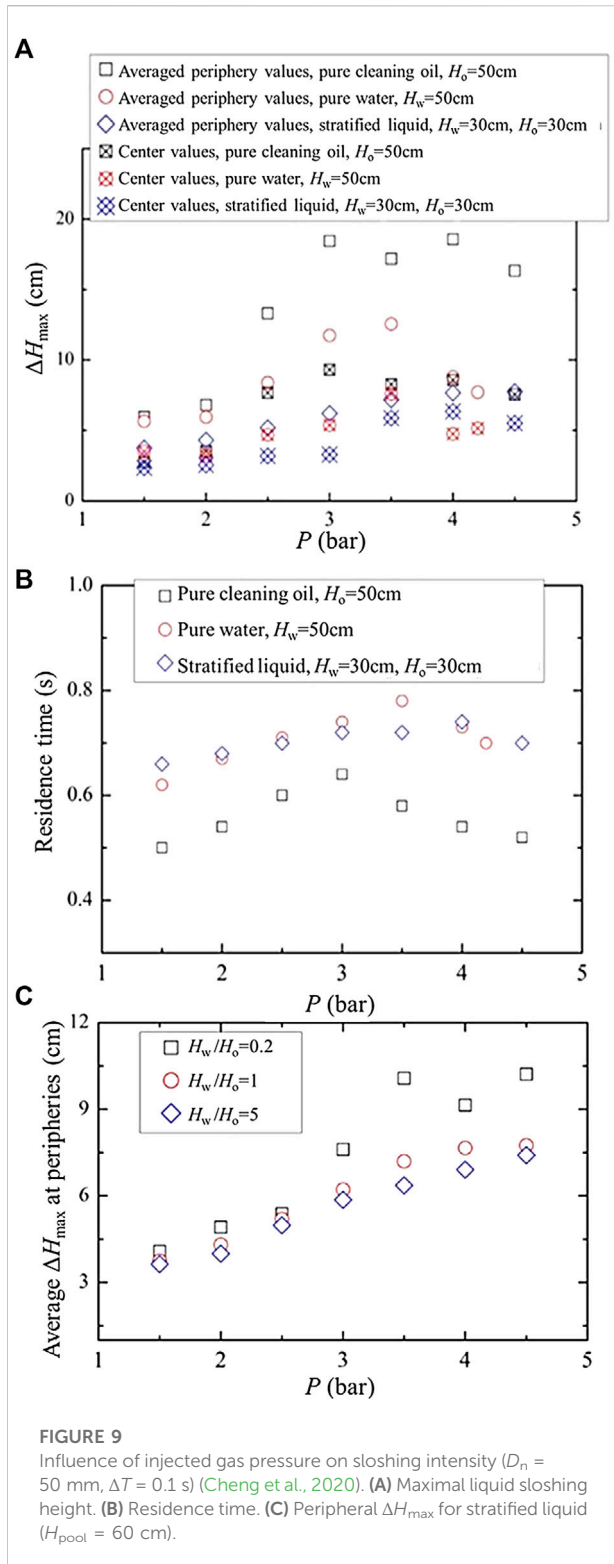 A
Averaged periphery values, pure cleaning oil, Ho=50cm
Averaged periphery values, pure water, Hw=50cm
Averaged periphery values, stratified liquid, Hw=30cm, Ho=30cm
Center values, pure cleaning oil, Ho=50cm
Center values, pure water, Hw=50cm
Center values, stratified liquid, Hw=30cm, Ho=30cm
20
10
0
ΔHmax (cm)
1 2 3 4 5
P (bar)
B
Pure cleaning oil, Ho=50cm
Pure water, Hw=50cm
Stratified liquid, Hw=30cm, Ho=30cm
1.0
0.8
0.6
0.4
Residence time (s)
1 2 3 4 5
P (bar)
C
Hw/Ho=0.2
Hw/Ho=1
Hw/Ho=5
12
9
6
3
Average ΔHmax at peripheries (cm)
1 2 3 4 5
P (bar)
FIGURE 9
Influence of injected gas pressure on sloshing intensity (Dn =
50 mm, ΔT = 0.1 s) (Cheng et al., 2020). (A) Maximal liquid sloshing
height. (B) Residence time. (C) Peripheral ΔHmax for stratified liquid
(Hpool = 60 cm).